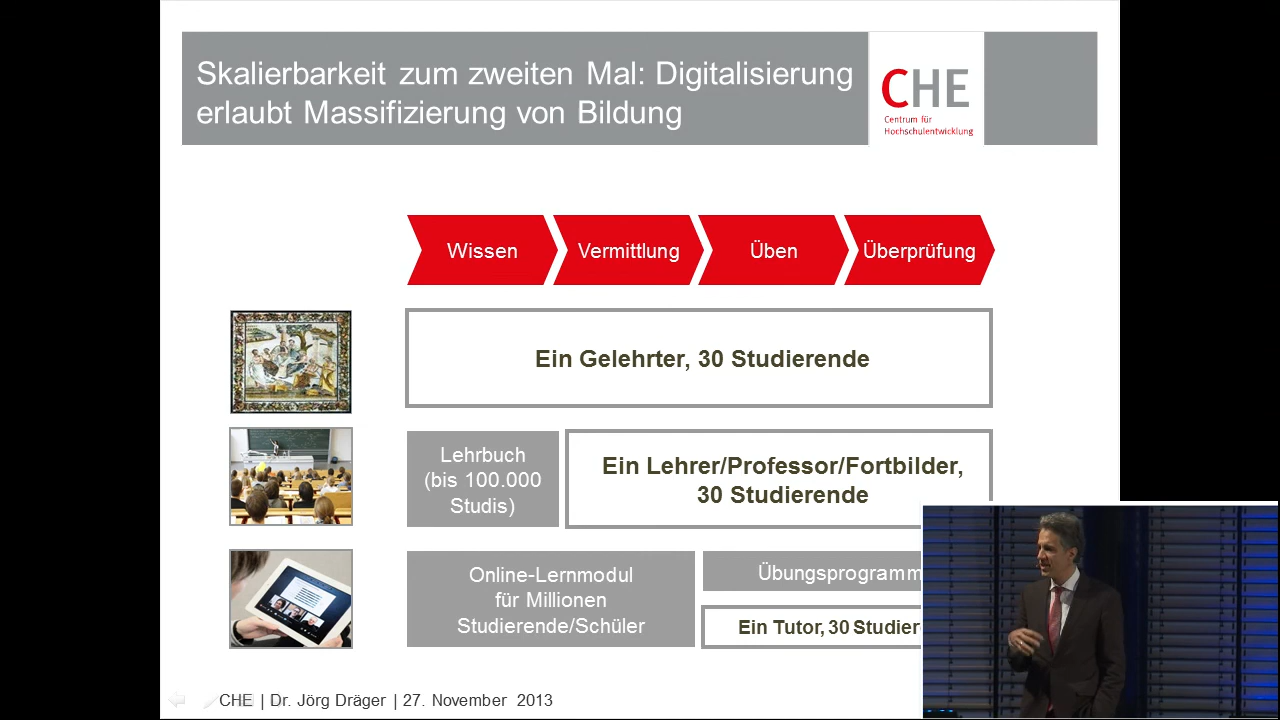 Skalierbarkeit zum zweiten Mal: Digitalisierung
erlaubt Massifizierung von Bildung
CHE
Centrum für
Hochschulentwicklung
Wissen
Vermittlung
Üben
Überprüfung
Ein Gelehrter, 30 Studierende
Lehrbuch
(bis 100.000
Studis)
Ein Lehrer/Professor/Fortbilder,
30 Studierende
Online-Lernmodul
für Millionen
Studierende/Schüler
Übungsprogramm
Ein Tutor, 30 Studier
CHE | Dr. Jörg Dräger | 27. November 2013